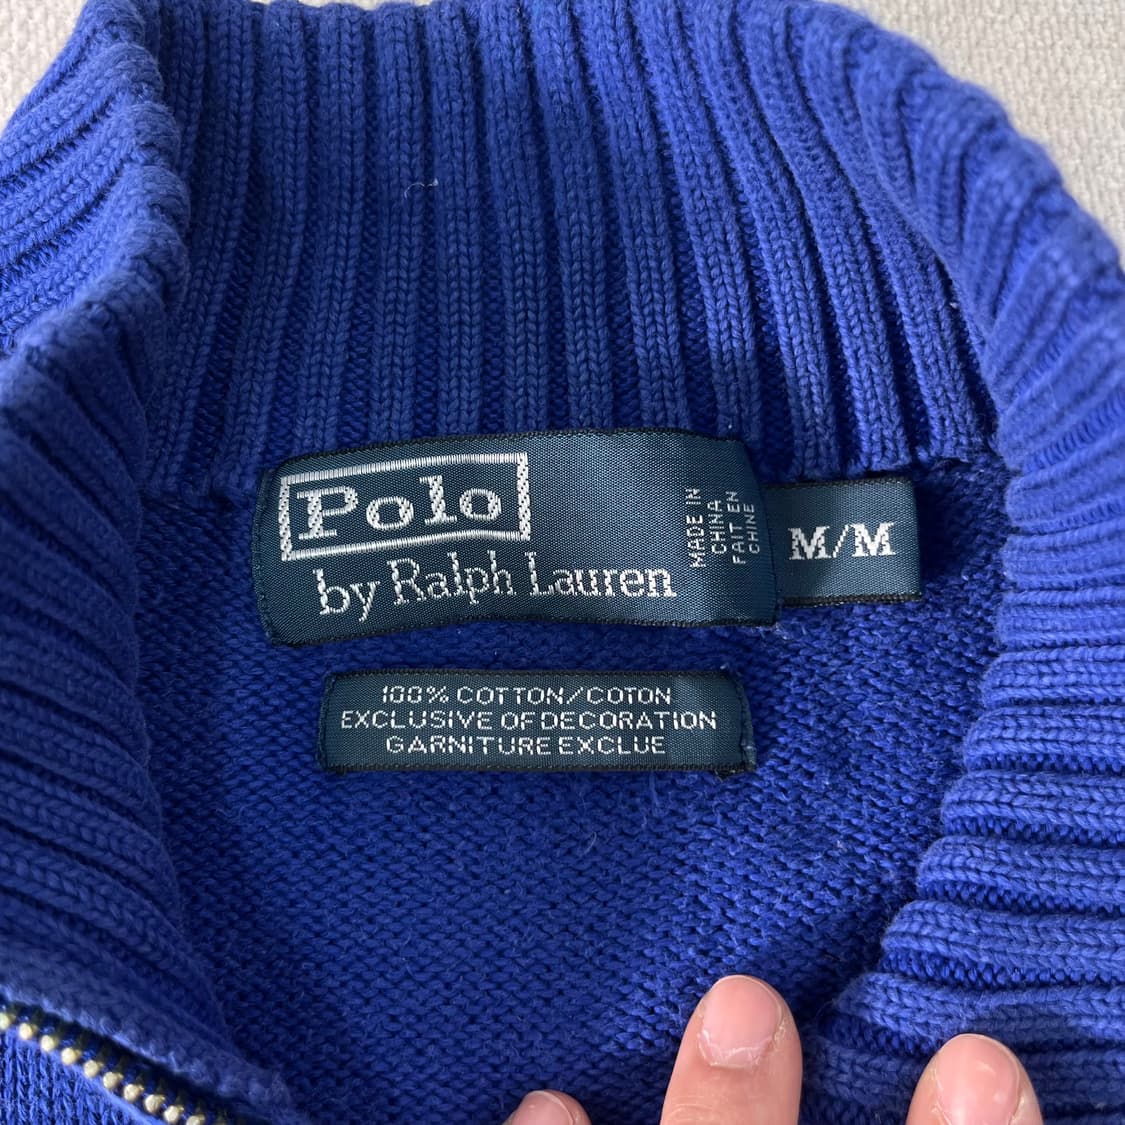 Polo
by Ralph Lauren
MADE IN
CHINA
FAIT EN
CHINE
M/M
100% COTTON/COTON
EXCLUSIVE OF DECORATION
GARNITURE EXCLUE